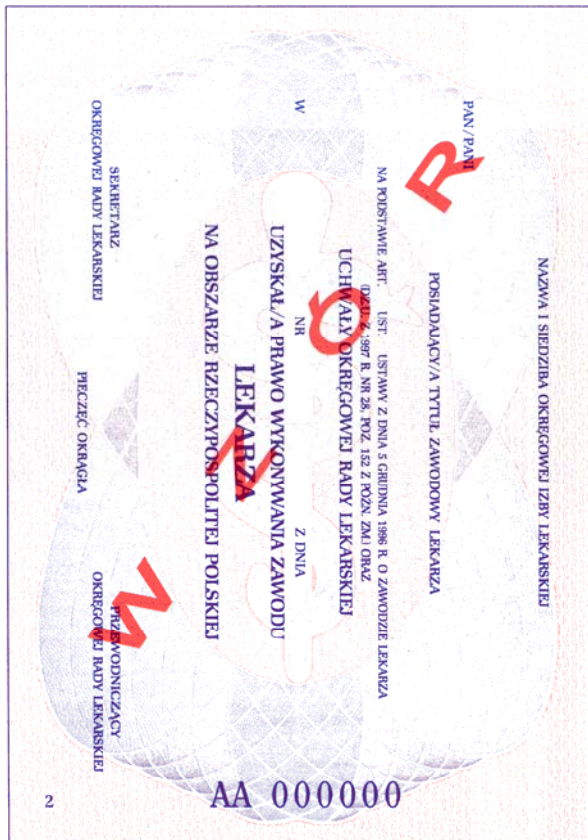 NAZWA I SIEDZIBA OKRĘGOWEJ IZBY LEKARSKIEJ
PAN/PANI
POSIADAJĄCY/A TYTUŁ ZAWODOWY LEKARZA
NA PODSTAWIE ART. UST. USTAWY Z DNIA 5 GRUDNIA 1996 R. O ZAWODZIE LEKARZA
(DZ.U. Z 1997 R. NR 28, POZ. 152 Z PÓŹN. ZM.) ORAZ
UCHWAŁY OKRĘGOWEJ RADY LEKARSKIEJ
W NR Z DNIA
UZYSKAŁ/A PRAWO WYKONYWANIA ZAWODU
LEKARZA
NA OBSZARZE RZECZYPOSPOLITEJ POLSKIEJ
SEKRETARZ
OKRĘGOWEJ RADY LEKARSKIEJ
PIECZĘĆ OKRĄGŁA
PRZEWODNICZĄCY
OKRĘGOWEJ RADY LEKARSKIEJ
WZÓR
AA 000000
2